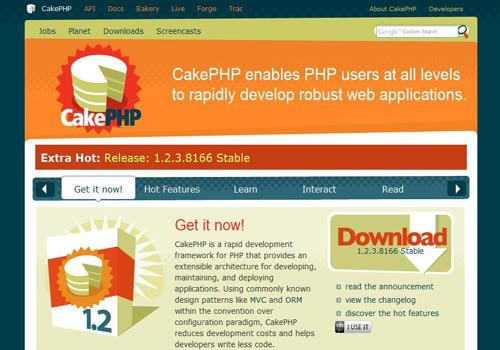 CakePHP API Docs Bakery Live Forge Trac About CakePHP Developers
Jobs Planet Downloads Screencasts Google Custom Search
CakePHP enables PHP users at all levels
to rapidly develop robust web applications.
CakePHP
Extra Hot: Release: 1.2.3.8166 Stable
Get it now! Hot Features Learn Interact Read
Get it now!
CakePHP is a rapid development
framework for PHP that provides an
extensible architecture for developing,
maintaining, and deploying
applications. Using commonly known
design patterns like MVC and ORM
within the convention over
configuration paradigm, CakePHP
reduces development costs and helps
developers write less code.
1.2
Download
1.2.3.8166 Stable
read the announcement
view the changelog
discover the hot features
I USE IT